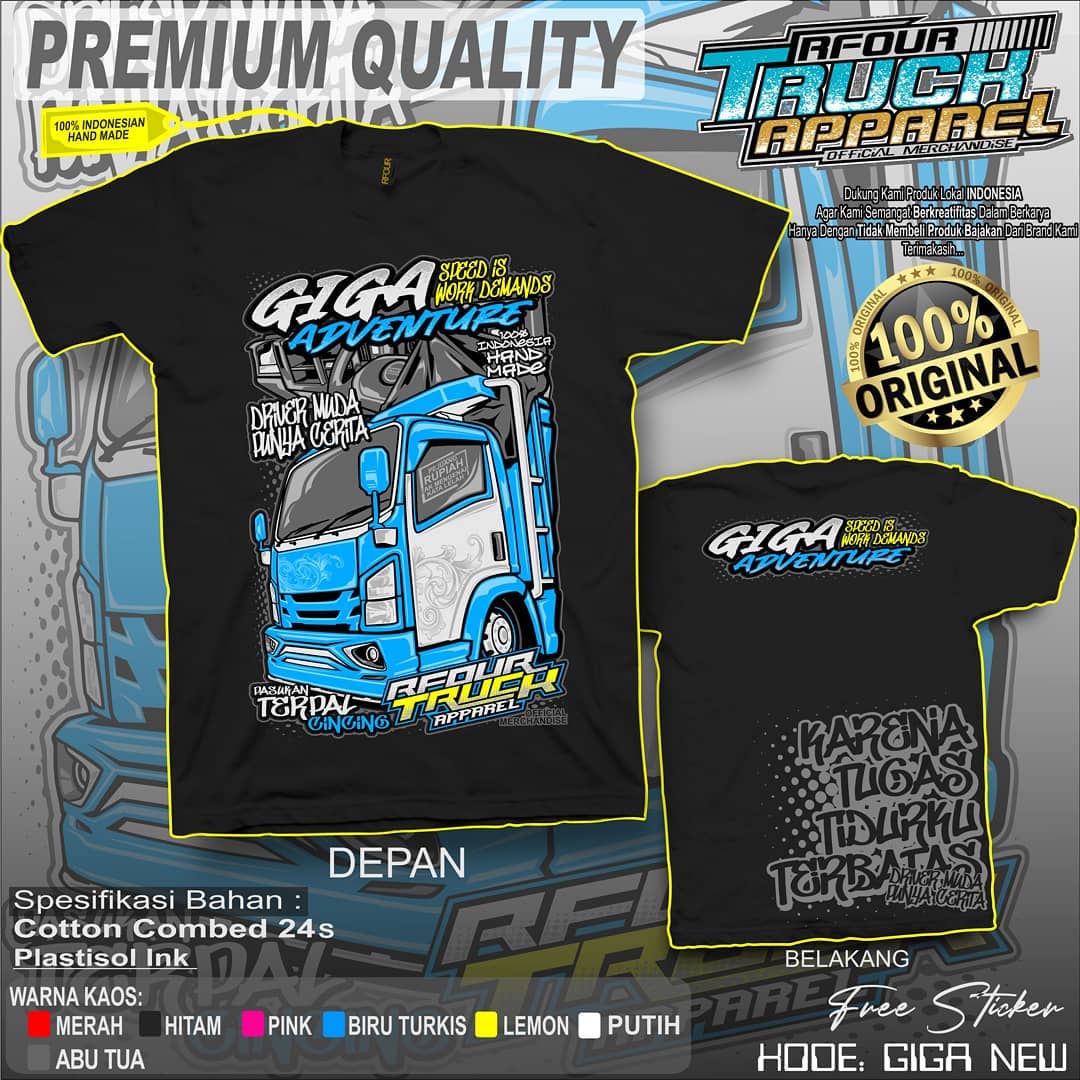 PREMIUM QUALITY
RFOUR
TRUCK
APPAREL
OFFICIAL MERCHANDISE
100% INDONESIAN
HAND MADE
RFOUR
Dukung Kami Produk Lokal INDONESIA
Agar Kami Semangat Berkreatifitas Dalam Berkarya
Hanya Dengan Tidak Membeli Produk Bajakan Dari Brand Kami
Terimakasih...
100% ORIGINAL
100%
ORIGINAL
100% ORIGINAL
GIGA
ADVENTURE
SPEED IS
WORK DEMANDS
100%
INDONESIA
HAND
MADE
DRIVER MUDA
PUNYA CERITA
PEJUANG
RUPIAH
KATA LELAH
PASUKAN
TERPAL
CINCING
RFOUR
TRUCK
APPAREL
OFFICIAL
MERCHANDISE
GIGA
ADVENTURE
SPEED IS
WORK DEMANDS
KARENA
TUGAS
TIDURKU
TERBATAS
DRIVER MUDA
PUNYA CERITA
DEPAN
BELAKANG
Spesifikasi Bahan :
Cotton Combed 24s
Plastisol Ink
WARNA KAOS:
MERAH HITAM PINK BIRU TURKIS LEMON PUTIH
ABU TUA
Free Sticker
KODE: GIGA NEW